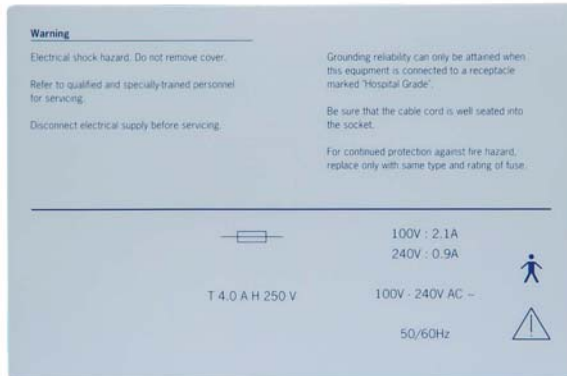 Warning
Electrical shock hazard. Do not remove cover.
Refer to qualified and specially-trained personnel
for servicing.
Disconnect electrical supply before servicing.
Grounding reliability can only be attained when
this equipment is connected to a receptacle
marked "Hospital Grade".
Be sure that the cable cord is well seated into
the socket.
For continued protection against fire hazard,
replace only with same type and rating of fuse.
100V : 2.1A
240V : 0.9A
T 4.0 A H 250 V
100V - 240V AC ~
50/60Hz